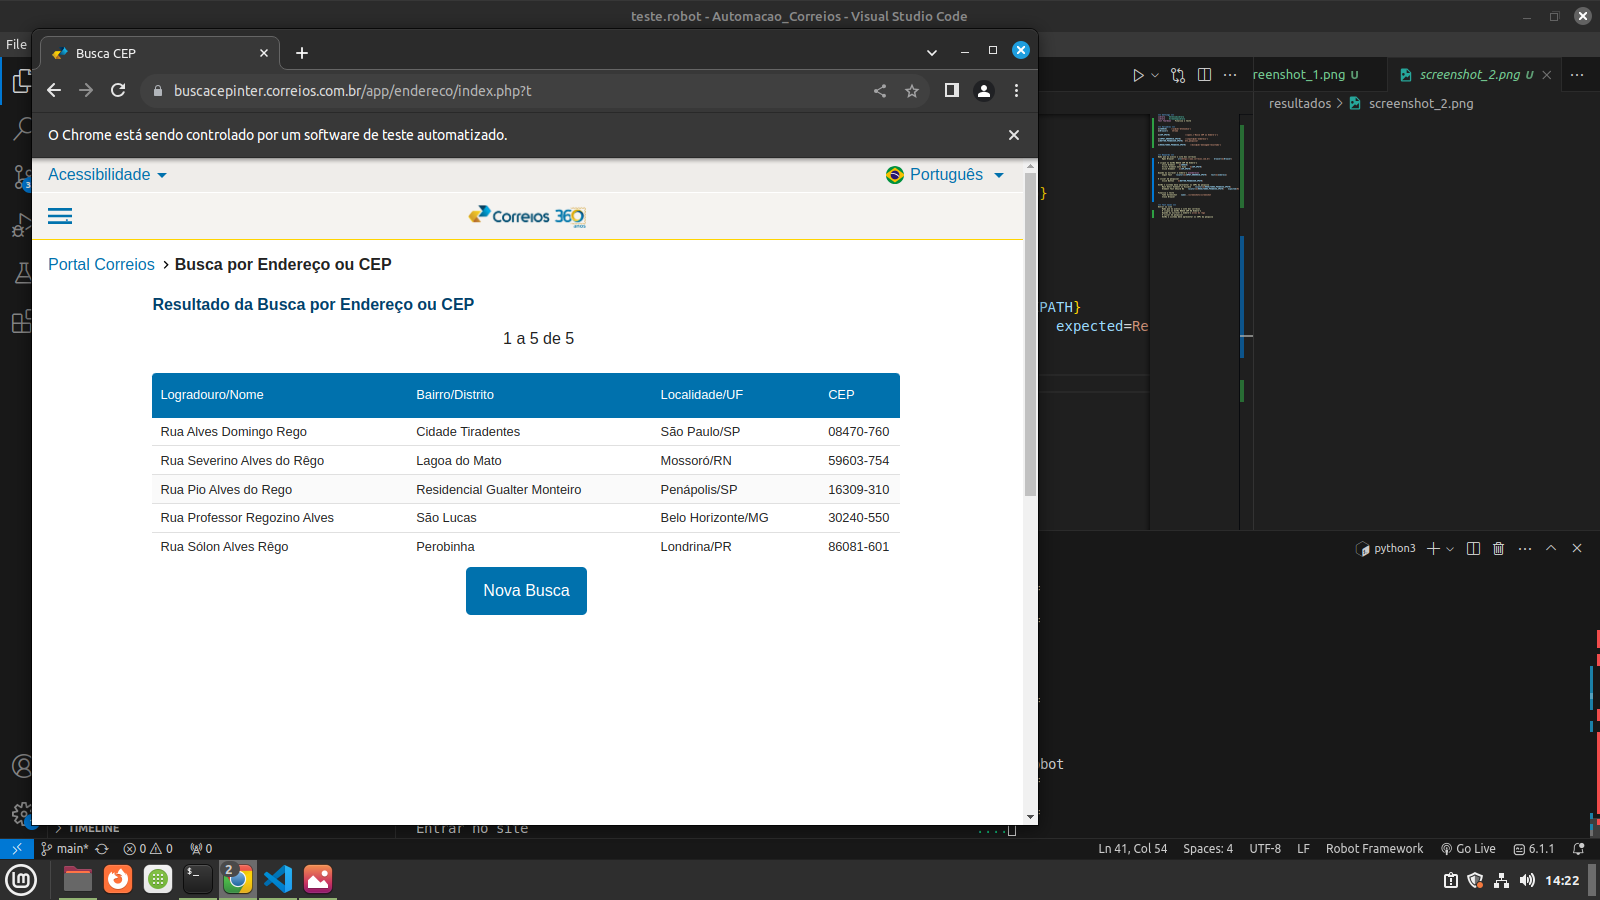 teste.robot - Automacao_Correios - Visual Studio Code
File
Busca CEP
buscacepinter.correios.com.br/app/endereco/index.php?t
O Chrome está sendo controlado por um software de teste automatizado.
Acessibilidade
Português
Correios 360 anos
Portal Correios > Busca por Endereço ou CEP
Resultado da Busca por Endereço ou CEP
1 a 5 de 5
Logradouro/Nome Bairro/Distrito Localidade/UF CEP
Rua Alves Domingo Rego Cidade Tiradentes São Paulo/SP 08470-760
Rua Severino Alves do Rêgo Lagoa do Mato Mossoró/RN 59603-754
Rua Pio Alves do Rego Residencial Gualter Monteiro Penápolis/SP 16309-310
Rua Professor Regozino Alves São Lucas Belo Horizonte/MG 30240-550
Rua Sólon Alves Rêgo Perobinha Londrina/PR 86081-601
Nova Busca
reenshot_1.png U
screenshot_2.png U
resultados > screenshot_2.png
}
PATH}
expected=Re
python3
obot
TIMELINE
Entrar no site ....
main* 0 0 0
Ln 41, Col 54 Spaces: 4 UTF-8 LF Robot Framework Go Live 6.1.1
3
2
14:22